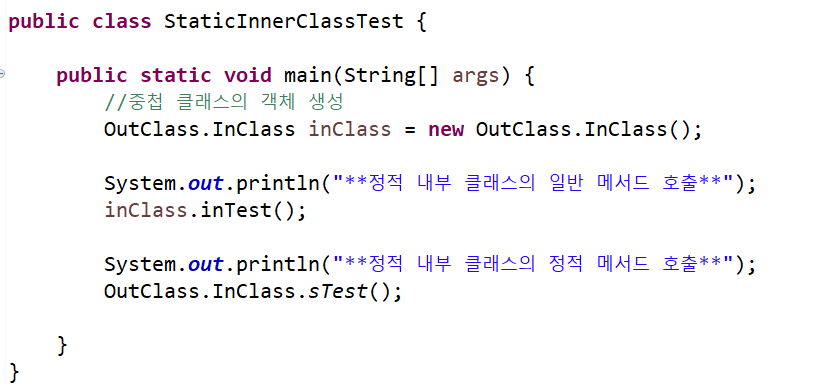 public class StaticInnerClassTest {
public static void main(String[] args) {
//중첩 클래스의 객체 생성
OutClass.InClass inClass = new OutClass.InClass();
System.out.println("**정적 내부 클래스의 일반 메서드 호출**");
inClass.inTest();
System.out.println("**정적 내부 클래스의 정적 메서드 호출**");
OutClass.InClass.sTest();
}
}